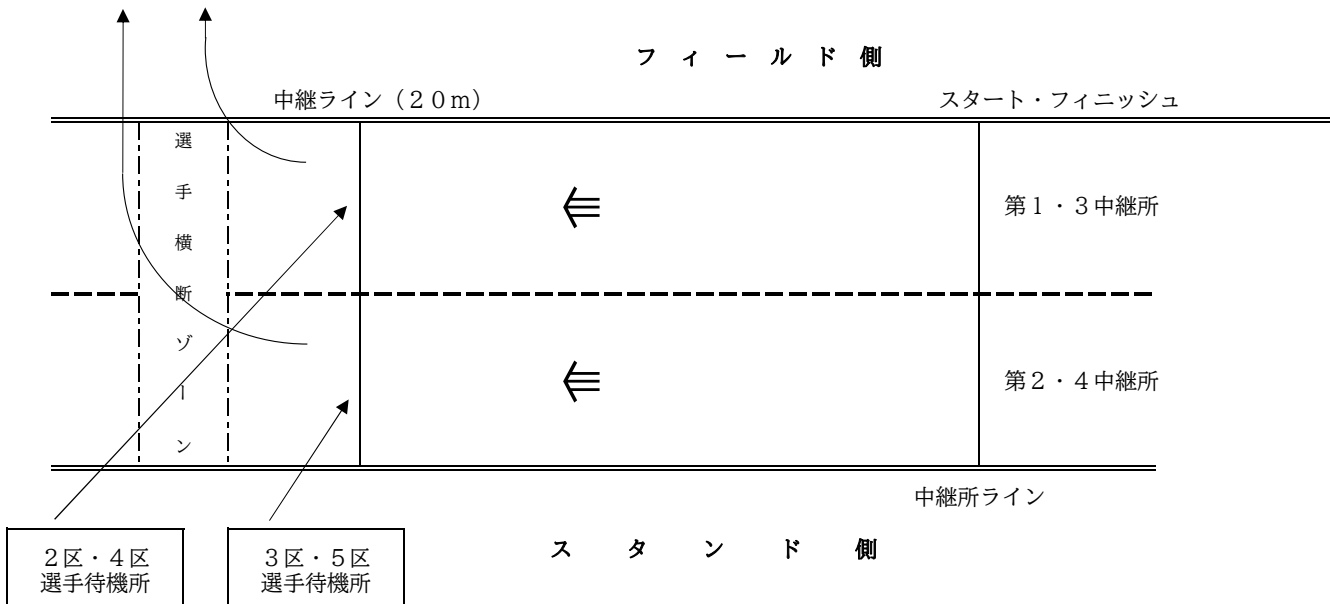 フィールド側
中継ライン（２０ｍ）
スタート・フィニッシュ
選手横断ゾーン
第１・３中継所
第２・４中継所
中継所ライン
スタンド側
２区・４区
選手待機所
３区・５区
選手待機所